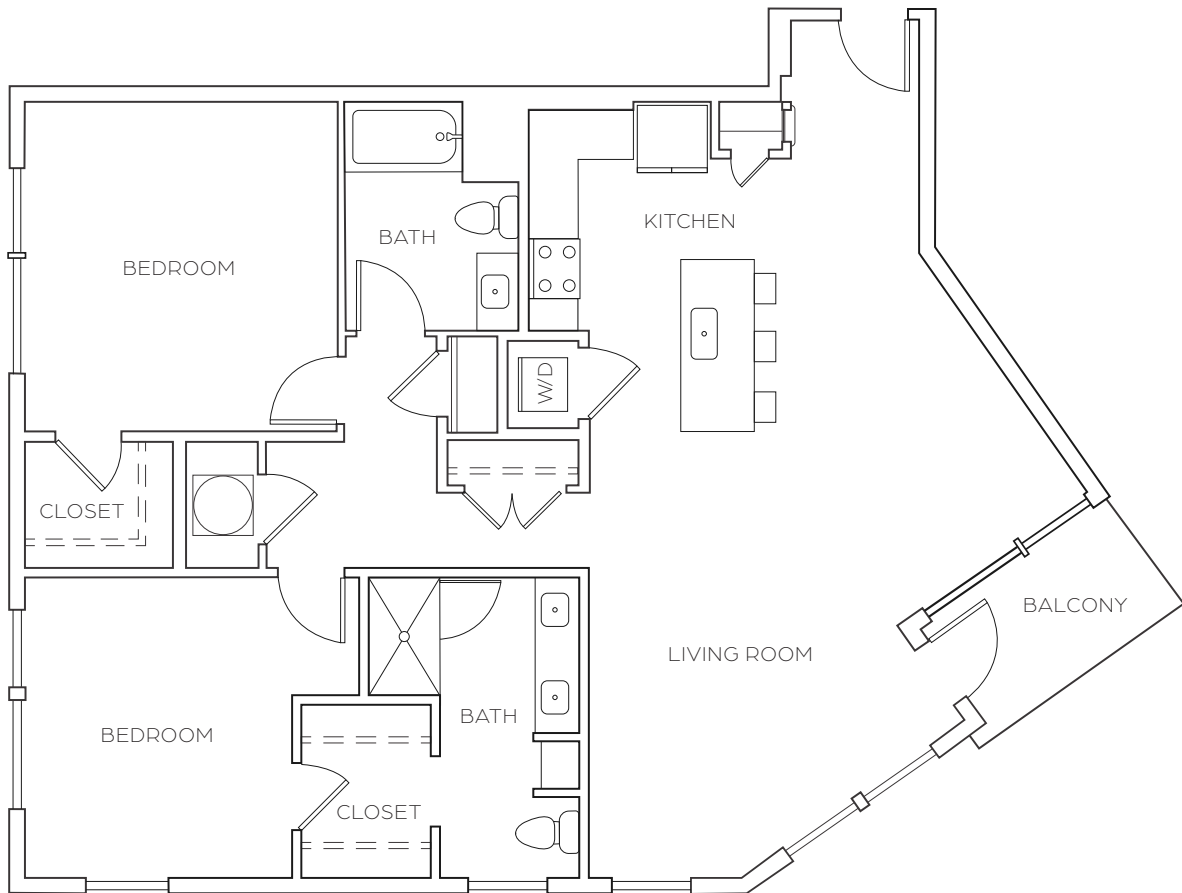 KITCHEN
BATH
BEDROOM
W/D
CLOSET
BALCONY
LIVING ROOM
BATH
BEDROOM
CLOSET